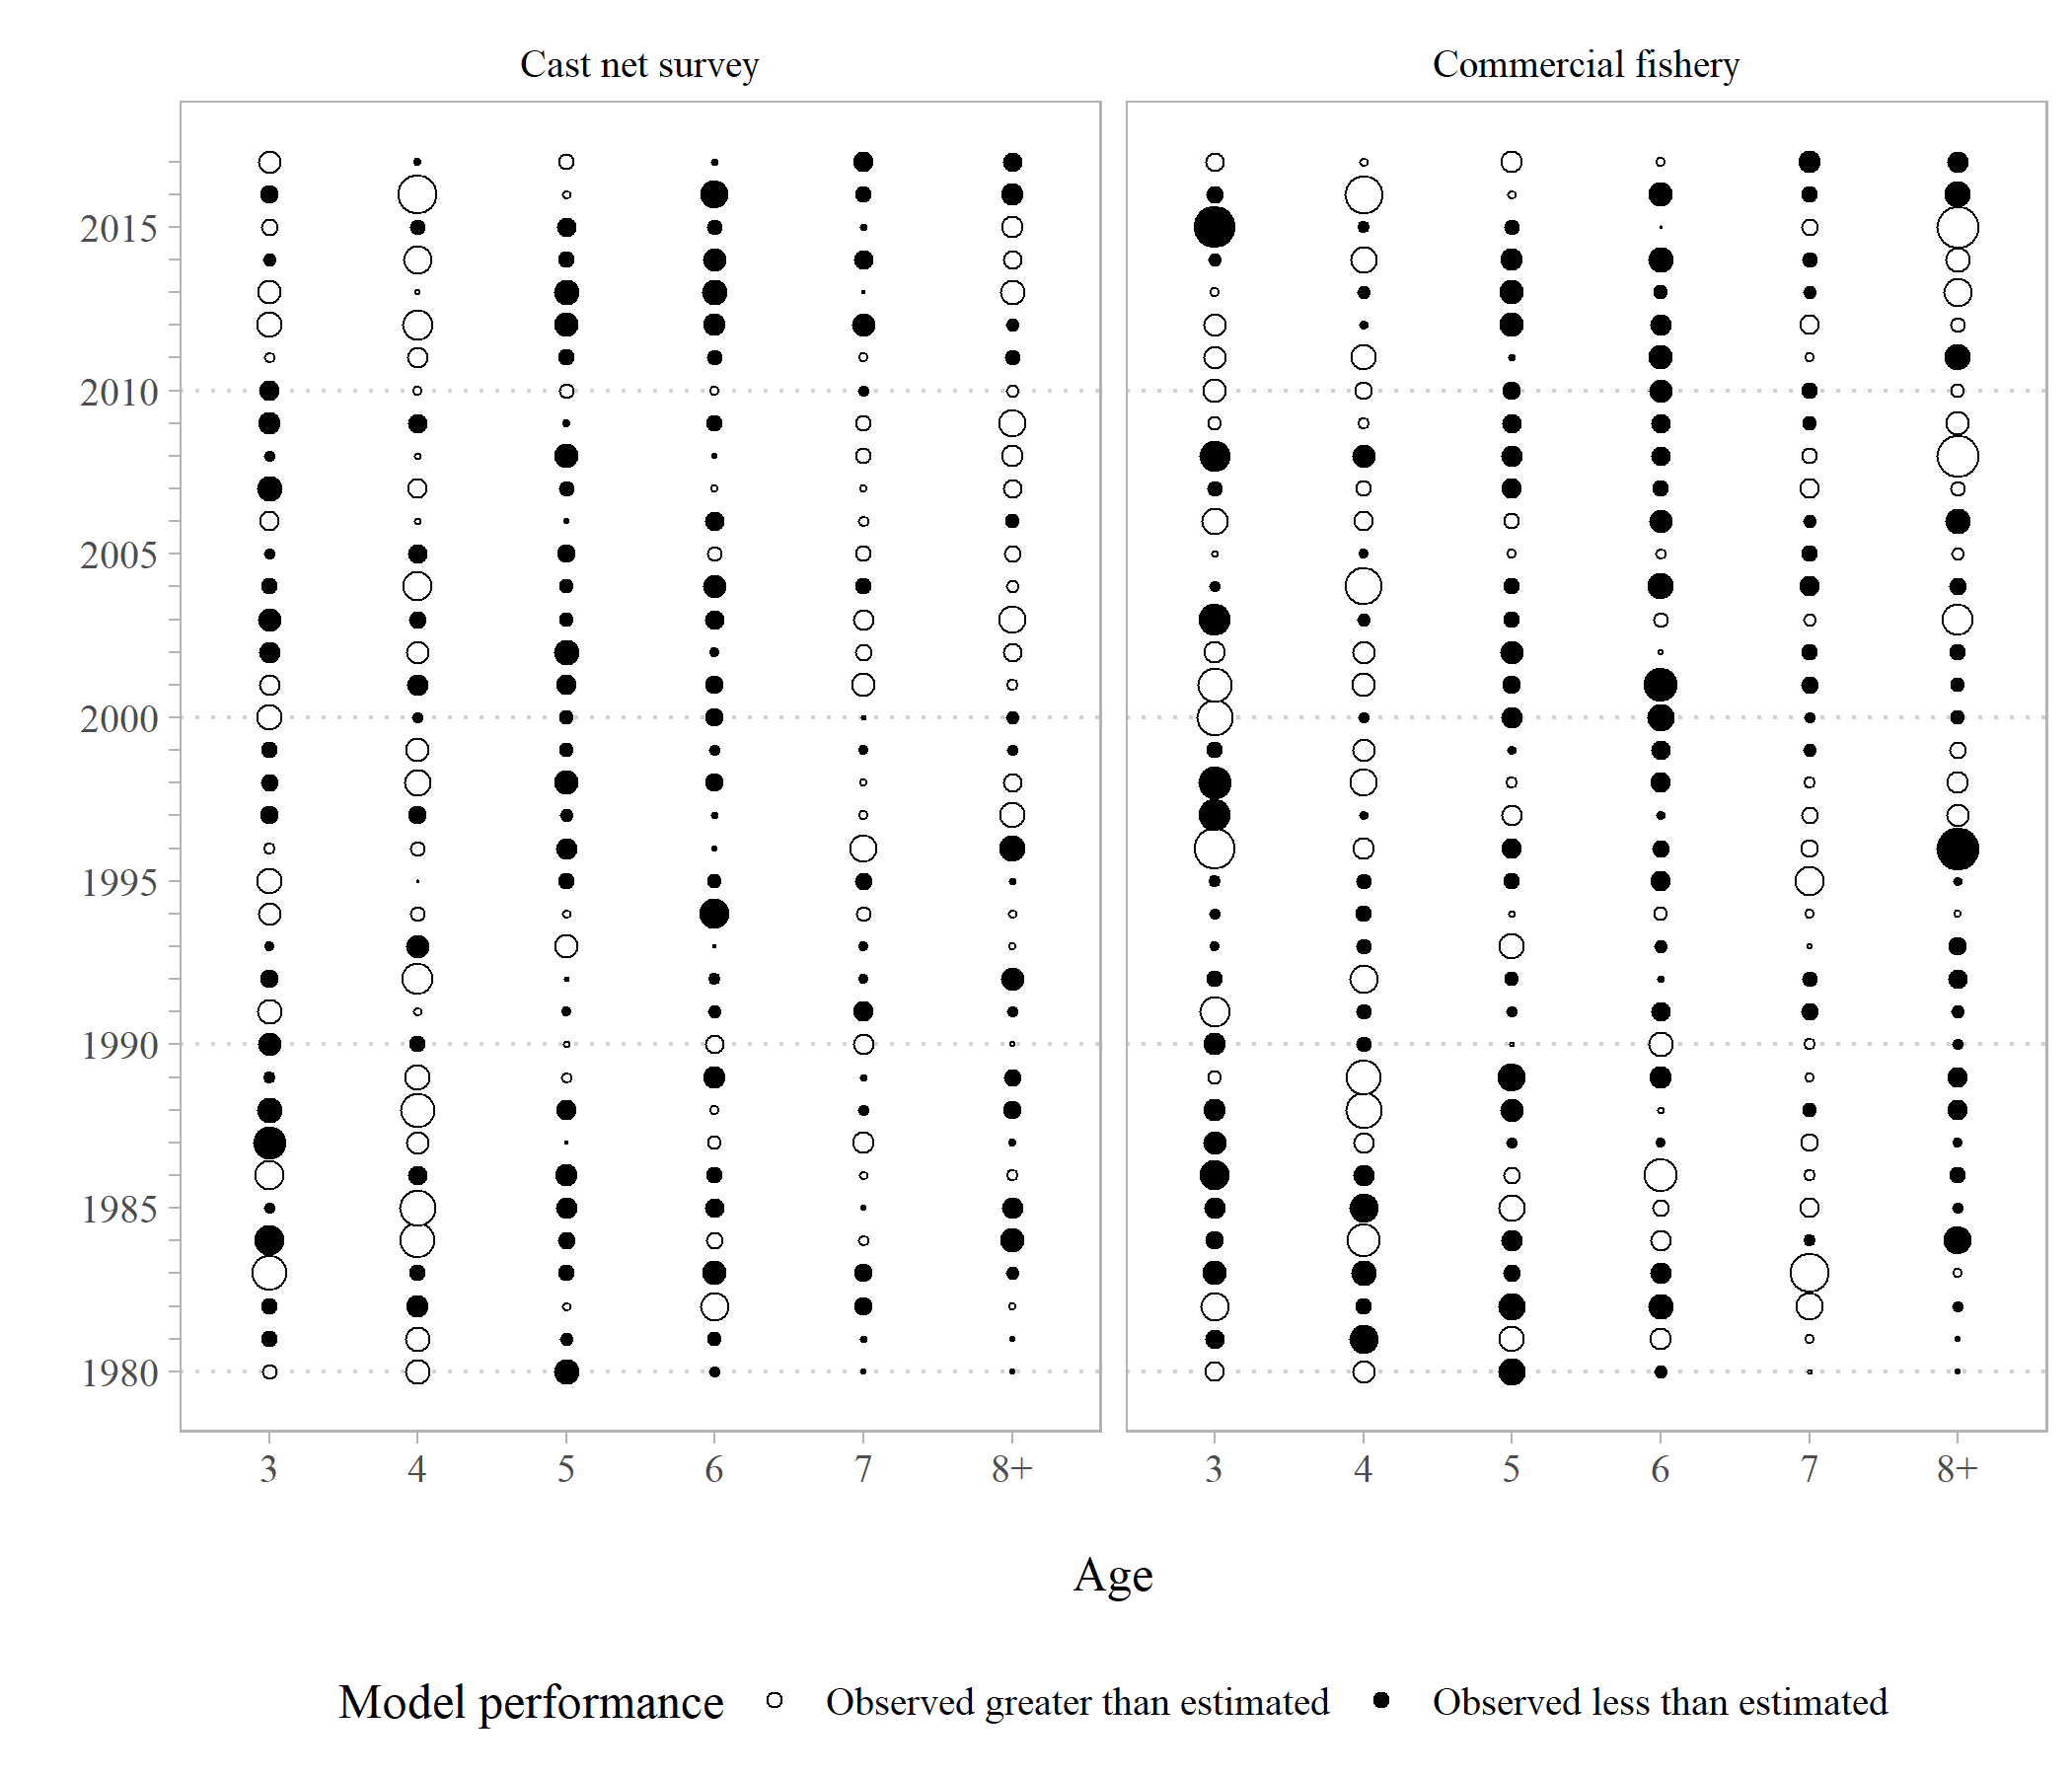 Cast net survey Commercial fishery
2015
2010
2005
2000
1995
1990
1985
1980
3 4 5 6 7 8+ 3 4 5 6 7 8+
Age
Model performance Observed greater than estimated Observed less than estimated